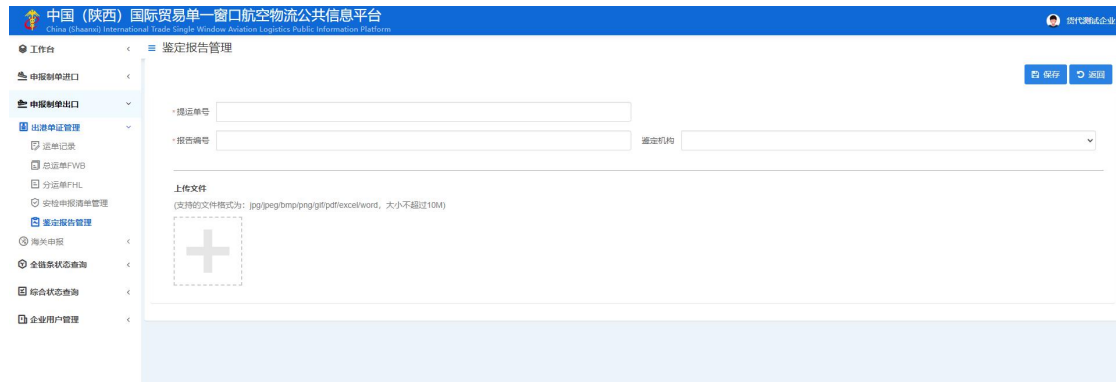 中国（陕西）国际贸易单一窗口航空物流公共信息平台
China (Shaanxi) International Trade Single Window Aviation Logistics Public Information Platform
货代测试企业
工作台
鉴定报告管理
申报制单进口
保存
返回
申报制单出口
*提运单号
出港单证管理
*报告编号
鉴定机构
运单记录
总运单FWB
分运单FHL
上传文件
安检申报清单管理
(支持的文件格式为：jpg/jpeg/bmp/png/gif/pdf/excel/word，大小不超过10M)
鉴定报告管理
海关申报
全链条状态查询
综合状态查询
企业用户管理